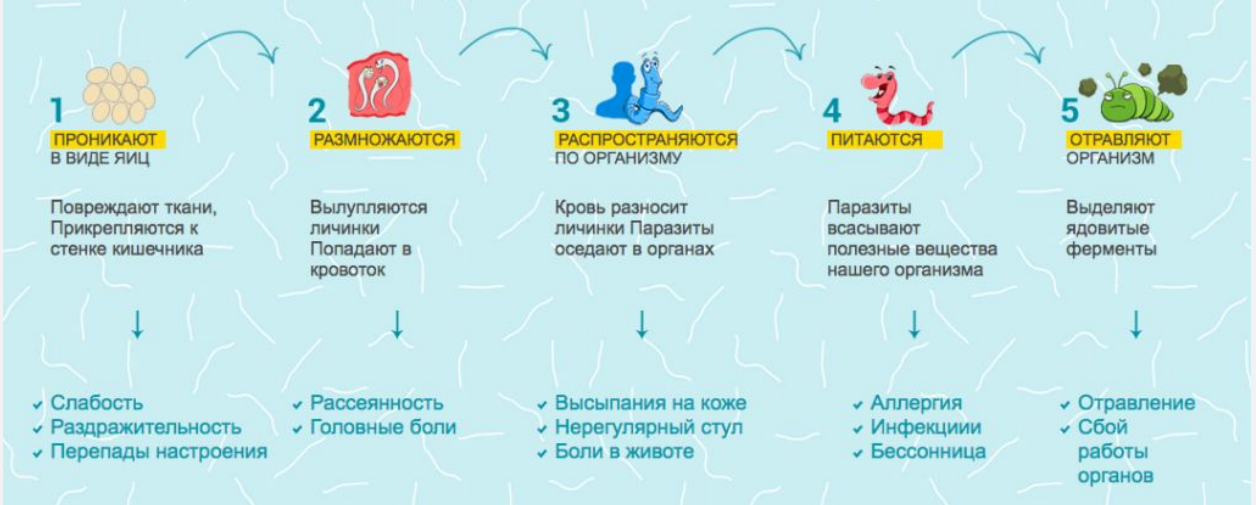 1
ПРОНИКАЮТ
В ВИДЕ ЯИЦ
Повреждают ткани,
Прикрепляются к
стенке кишечника
Слабость
Раздражительность
Перепады настроения
2
РАЗМНОЖАЮТСЯ
Вылупляются
личинки
Попадают в
кровоток
Рассеянность
Головные боли
3
РАСПРОСТРАНЯЮТСЯ
ПО ОРГАНИЗМУ
Кровь разносит
личинки Паразиты
оседают в органах
Высыпания на коже
Нерегулярный стул
Боли в животе
4
ПИТАЮТСЯ
Паразиты
всасывают
полезные вещества
нашего организма
Аллергия
Инфекциии
Бессонница
5
ОТРАВЛЯЮТ
ОРГАНИЗМ
Выделяют
ядовитые
ферменты
Отравление
Сбой
работы
органов